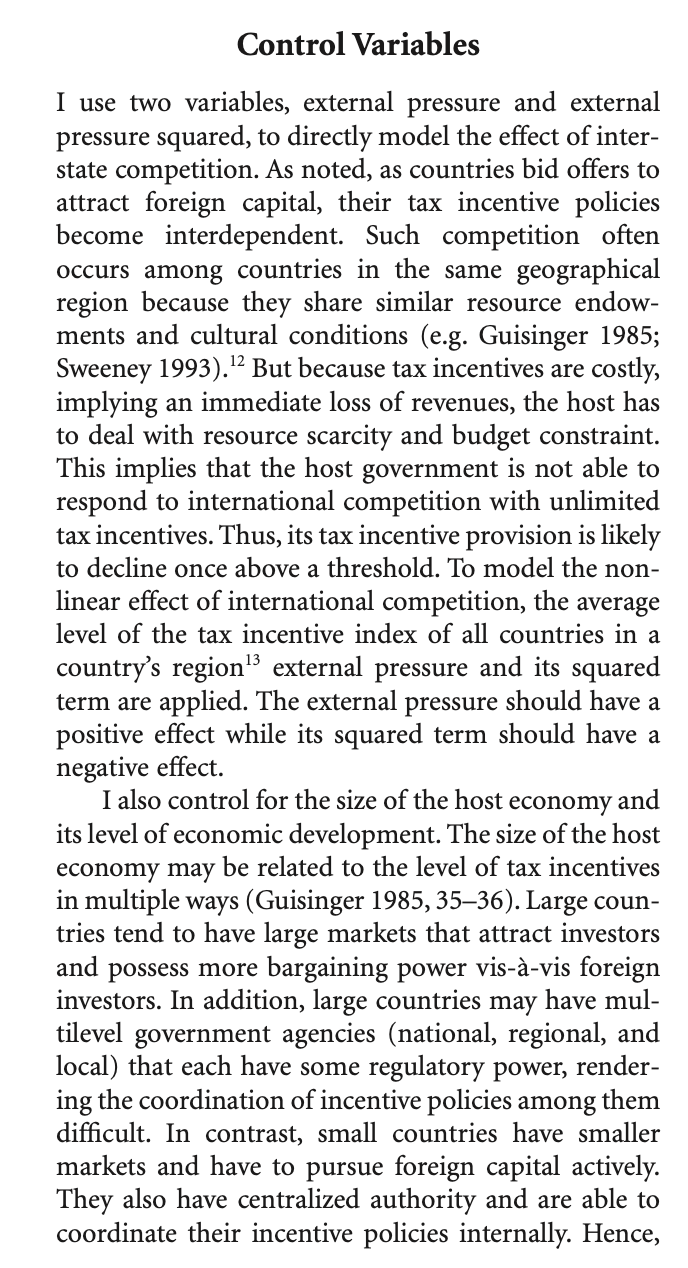 Control Variables
I use two variables, external pressure and external
pressure squared, to directly model the effect of inter-
state competition. As noted, as countries bid offers to
attract foreign capital, their tax incentive policies
become interdependent. Such competition often
occurs among countries in the same geographical
region because they share similar resource endow-
ments and cultural conditions (e.g. Guisinger 1985;
Sweeney 1993).12 But because tax incentives are costly,
implying an immediate loss of revenues, the host has
to deal with resource scarcity and budget constraint.
This implies that the host government is not able to
respond to international competition with unlimited
tax incentives. Thus, its tax incentive provision is likely
to decline once above a threshold. To model the non-
linear effect of international competition, the average
level of the tax incentive index of all countries in a
country's region13 external pressure and its squared
term are applied. The external pressure should have a
positive effect while its squared term should have a
negative effect.
I also control for the size of the host economy and
its level of economic development. The size of the host
economy may be related to the level of tax incentives
in multiple ways (Guisinger 1985, 35–36). Large coun-
tries tend to have large markets that attract investors
and possess more bargaining power vis-à-vis foreign
investors. In addition, large countries may have mul-
tilevel government agencies (national, regional, and
local) that each have some regulatory power, render-
ing the coordination of incentive policies among them
difficult. In contrast, small countries have smaller
markets and have to pursue foreign capital actively.
They also have centralized authority and are able to
coordinate their incentive policies internally. Hence,